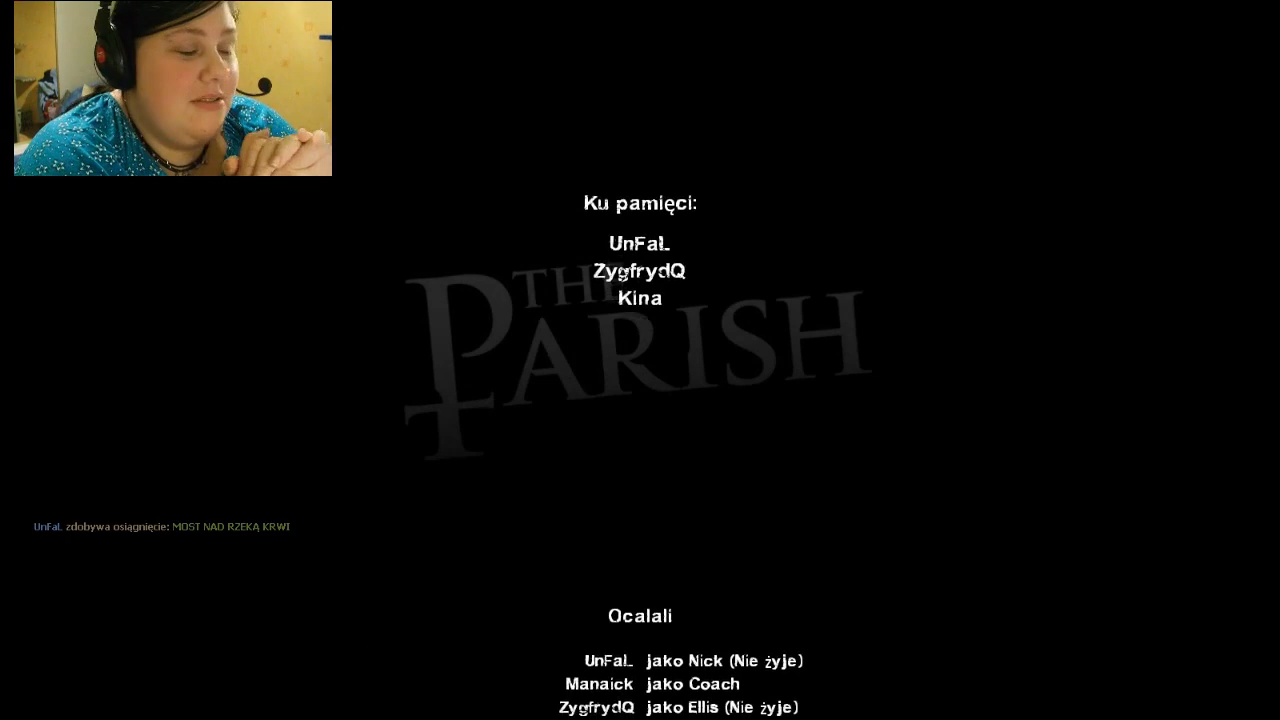 Ku pamięci:
UnFaL
ZygfrydQ
Kina
THE
PARISH
UnFaL zdobywa osiągnięcie: MOST NAD RZEKĄ KRWI
Ocalali
UnFaL jako Nick (Nie żyje)
Manaick jako Coach
ZygfrydQ jako Ellis (Nie żyje)